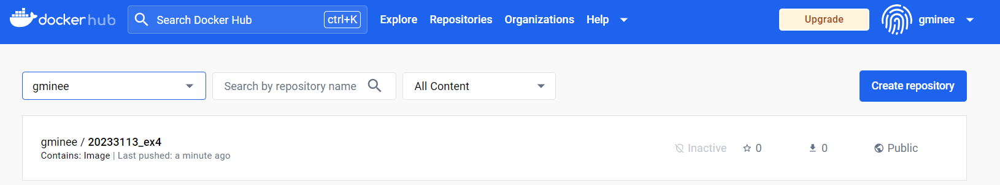 docker hub Search Docker Hub ctrl+K Explore Repositories Organizations Help Upgrade gminee
gminee Search by repository name All Content Create repository
gminee / 20233113_ex4 Inactive 0 0 Public
Contains: Image | Last pushed: a minute ago